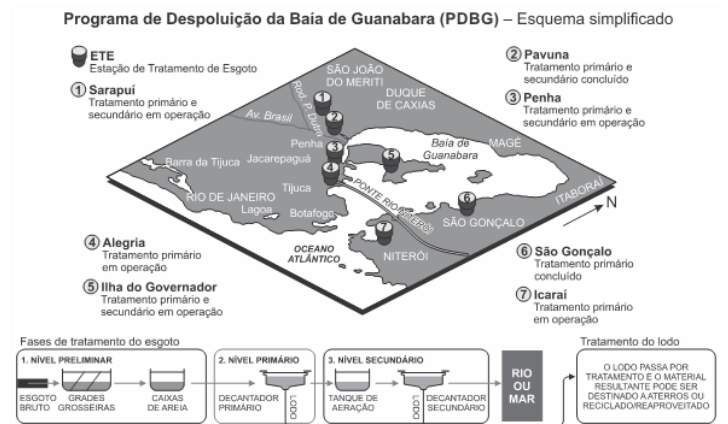 Programa de Despoluição da Baía de Guanabara (PDBG) – Esquema simplificado
ETE
Estação de Tratamento de Esgoto
1 Sarapuí
Tratamento primário e
secundário em operação
2 Pavuna
Tratamento primário e
secundário concluído
3 Penha
Tratamento primário e
secundário em operação
SÃO JOÃO
DO MERITI
DUQUE
DE CAXIAS
Rod. P. Dutra
Av. Brasil
1
2
3
4
5
6
7
Penha
Baía de
Guanabara
MAGÉ
Barra da Tijuca
Jacarepaguá
Tijuca
RIO DE JANEIRO
Lagoa
Botafogo
PONTE RIO-NITERÓI
ITABORAÍ
N
SÃO GONÇALO
NITERÓI
OCEANO
ATLÂNTICO
4 Alegria
Tratamento primário
em operação
5 Ilha do Governador
Tratamento primário e
secundário em operação
6 São Gonçalo
Tratamento primário
concluído
7 Icaraí
Tratamento primário
em operação
Fases de tratamento do esgoto
1. NÍVEL PRELIMINAR
ESGOTO
BRUTO
GRADES
GROSSEIRAS
CAIXAS
DE AREIA
2. NÍVEL PRIMÁRIO
DECANTADOR
PRIMÁRIO
LODO
3. NÍVEL SECUNDÁRIO
TANQUE DE
AERAÇÃO
LODO
DECANTADOR
SECUNDÁRIO
RIO
OU
MAR
Tratamento do lodo
O LODO PASSA POR
TRATAMENTO E O MATERIAL
RESULTANTE PODE SER
DESTINADO A ATERROS OU
RECICLADO/REAPROVEITADO